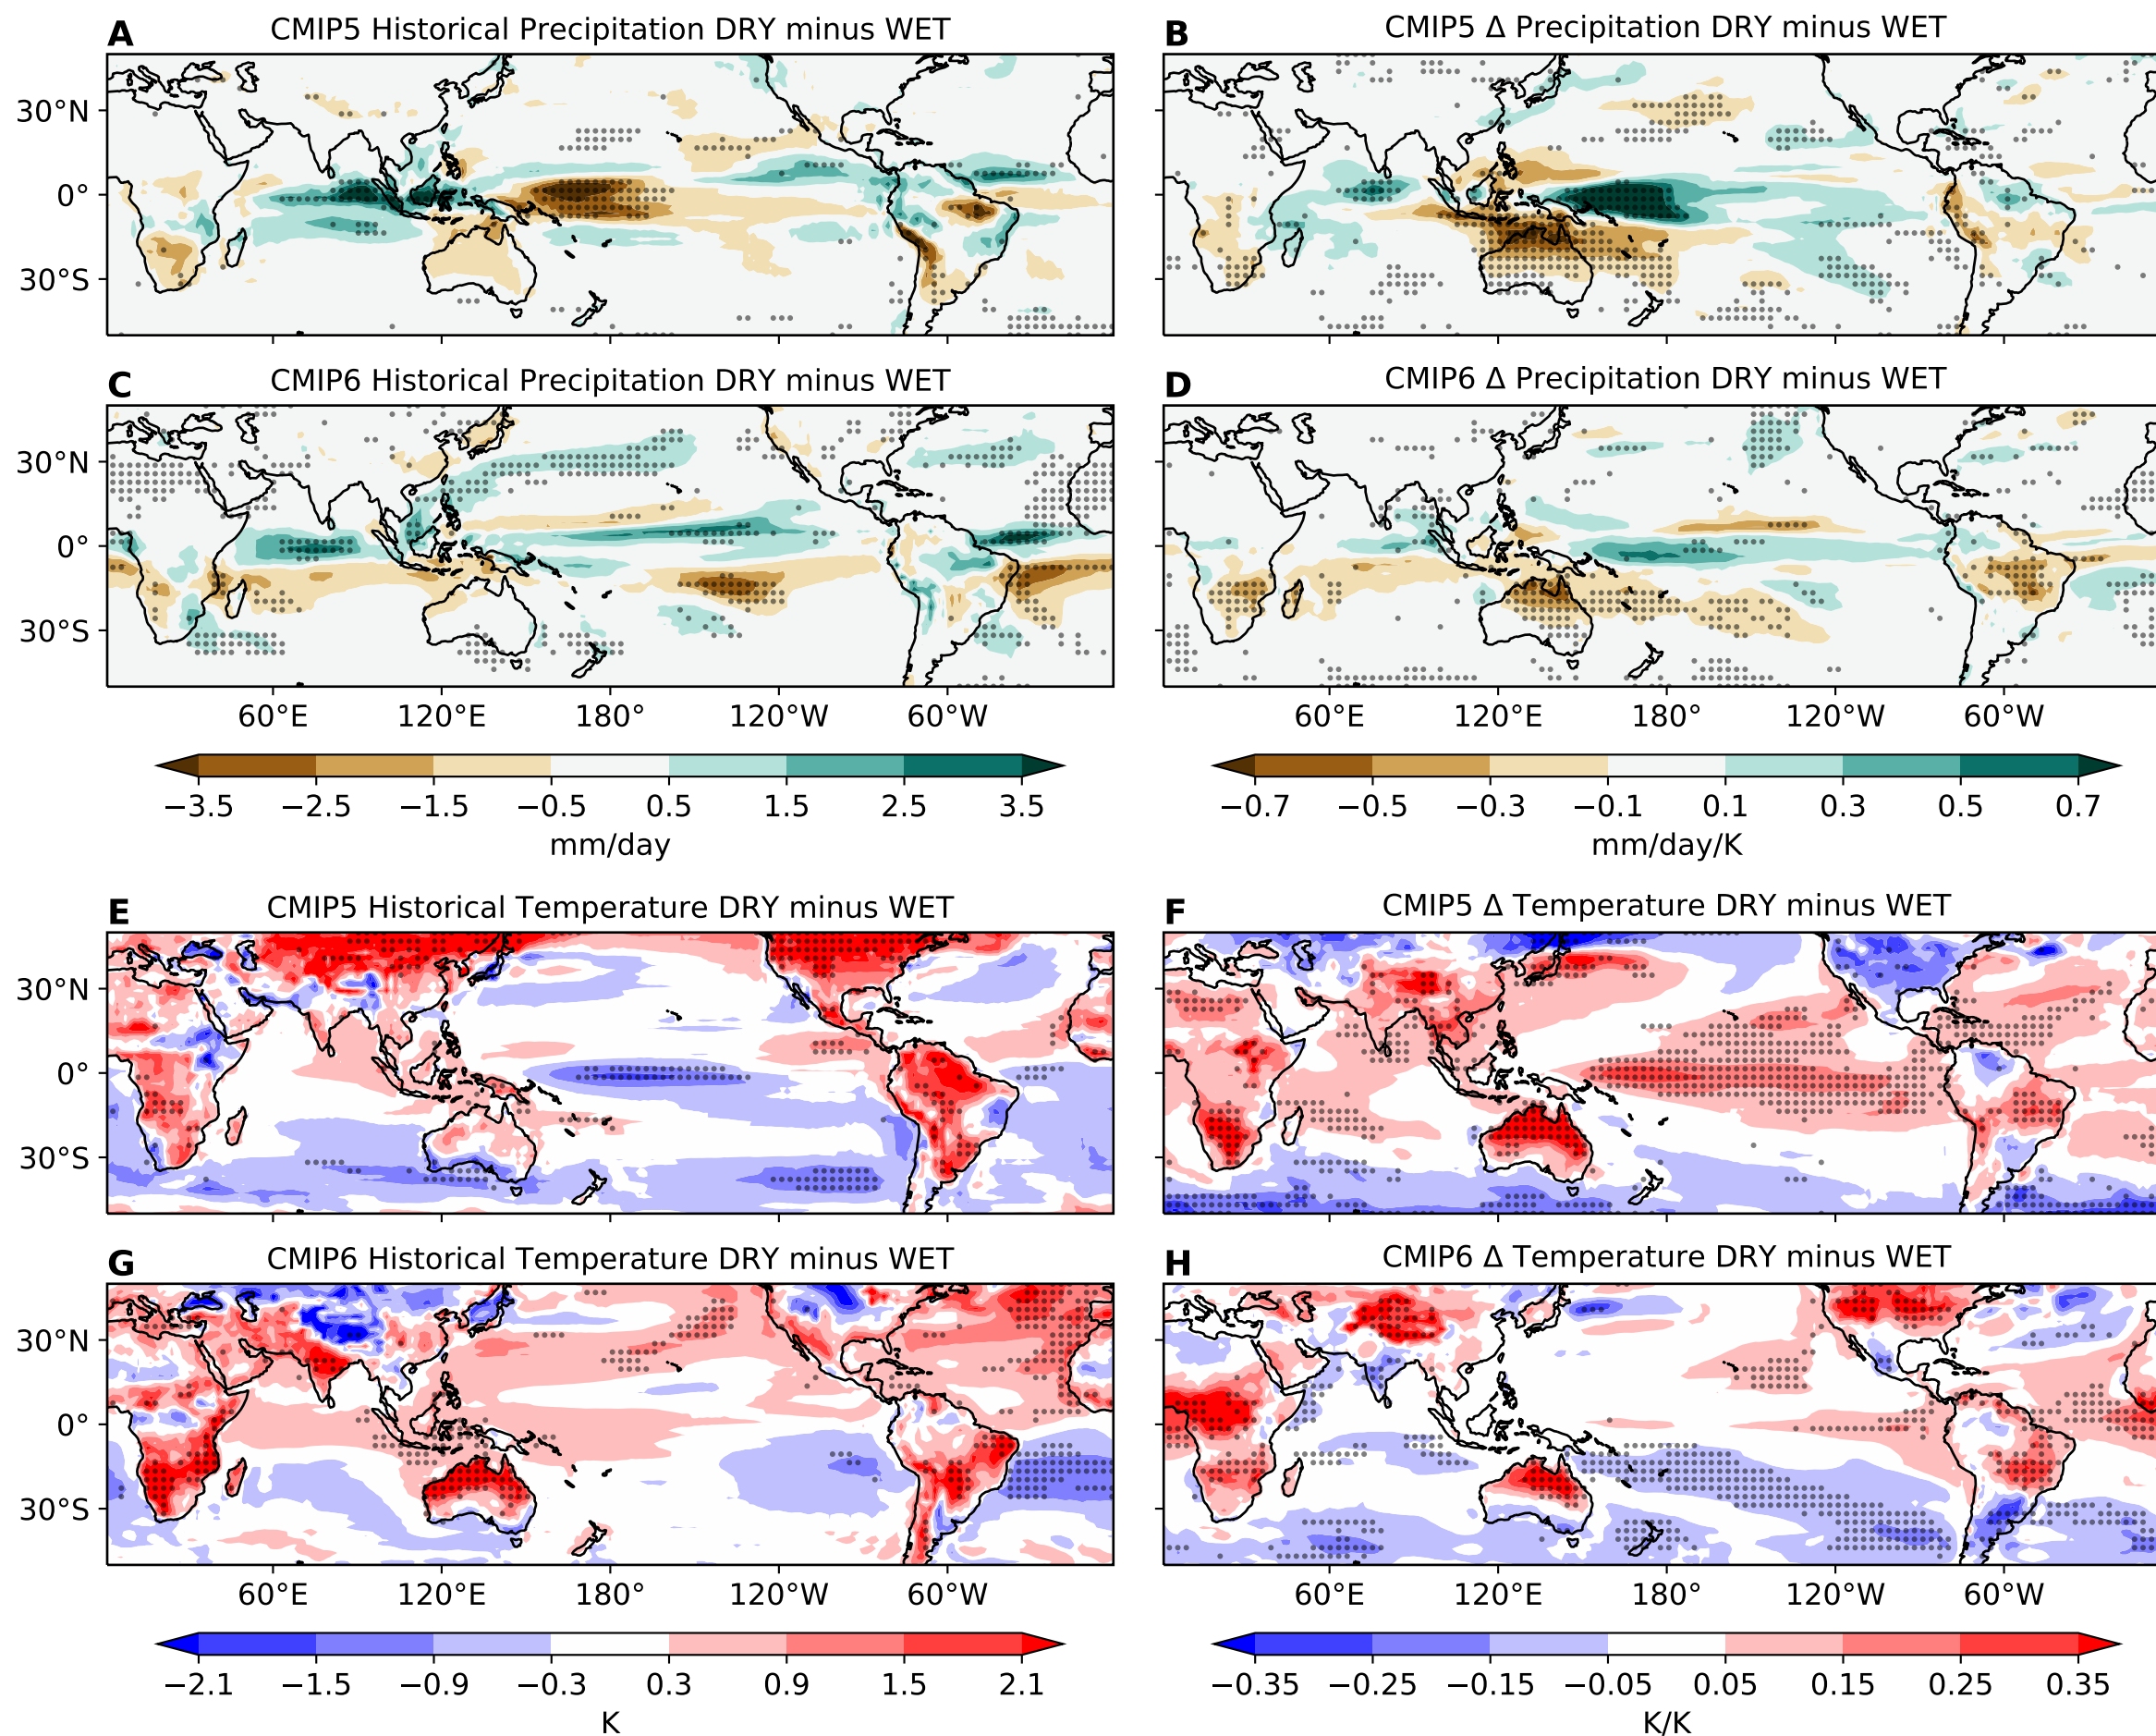 A CMIP5 Historical Precipitation DRY minus WET
B CMIP5 Δ Precipitation DRY minus WET
30°N
0°
30°S
C CMIP6 Historical Precipitation DRY minus WET
D CMIP6 Δ Precipitation DRY minus WET
30°N
0°
30°S
60°E 120°E 180° 120°W 60°W
60°E 120°E 180° 120°W 60°W
−3.5 −2.5 −1.5 −0.5 0.5 1.5 2.5 3.5
mm/day
−0.7 −0.5 −0.3 −0.1 0.1 0.3 0.5 0.7
mm/day/K
E CMIP5 Historical Temperature DRY minus WET
F CMIP5 Δ Temperature DRY minus WET
30°N
0°
30°S
G CMIP6 Historical Temperature DRY minus WET
H CMIP6 Δ Temperature DRY minus WET
30°N
0°
30°S
60°E 120°E 180° 120°W 60°W
60°E 120°E 180° 120°W 60°W
−2.1 −1.5 −0.9 −0.3 0.3 0.9 1.5 2.1
K
−0.35 −0.25 −0.15 −0.05 0.05 0.15 0.25 0.35
K/K